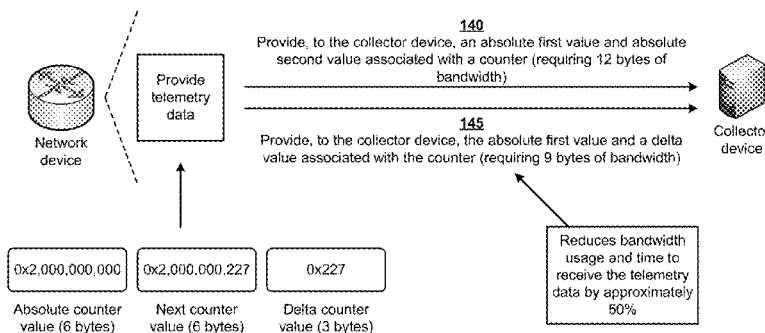 140
Provide, to the collector device, an absolute first value and absolute
second value associated with a counter (requiring 12 bytes of
bandwidth)
Provide
telemetry
data
Network
device
Collecto
device
145
Provide, to the collector device, the absolute first value and a delta
value associated with the counter (requiring 9 bytes of bandwidth)
0x2,000,000,000
0x2,000,000,227
0x227
Absolute counter
value (6 bytes)
Next counter
value (6 bytes)
Delta counter
value (3 bytes)
Reduces bandwidth
usage and time to
receive the telemetry
data by approximately
50%